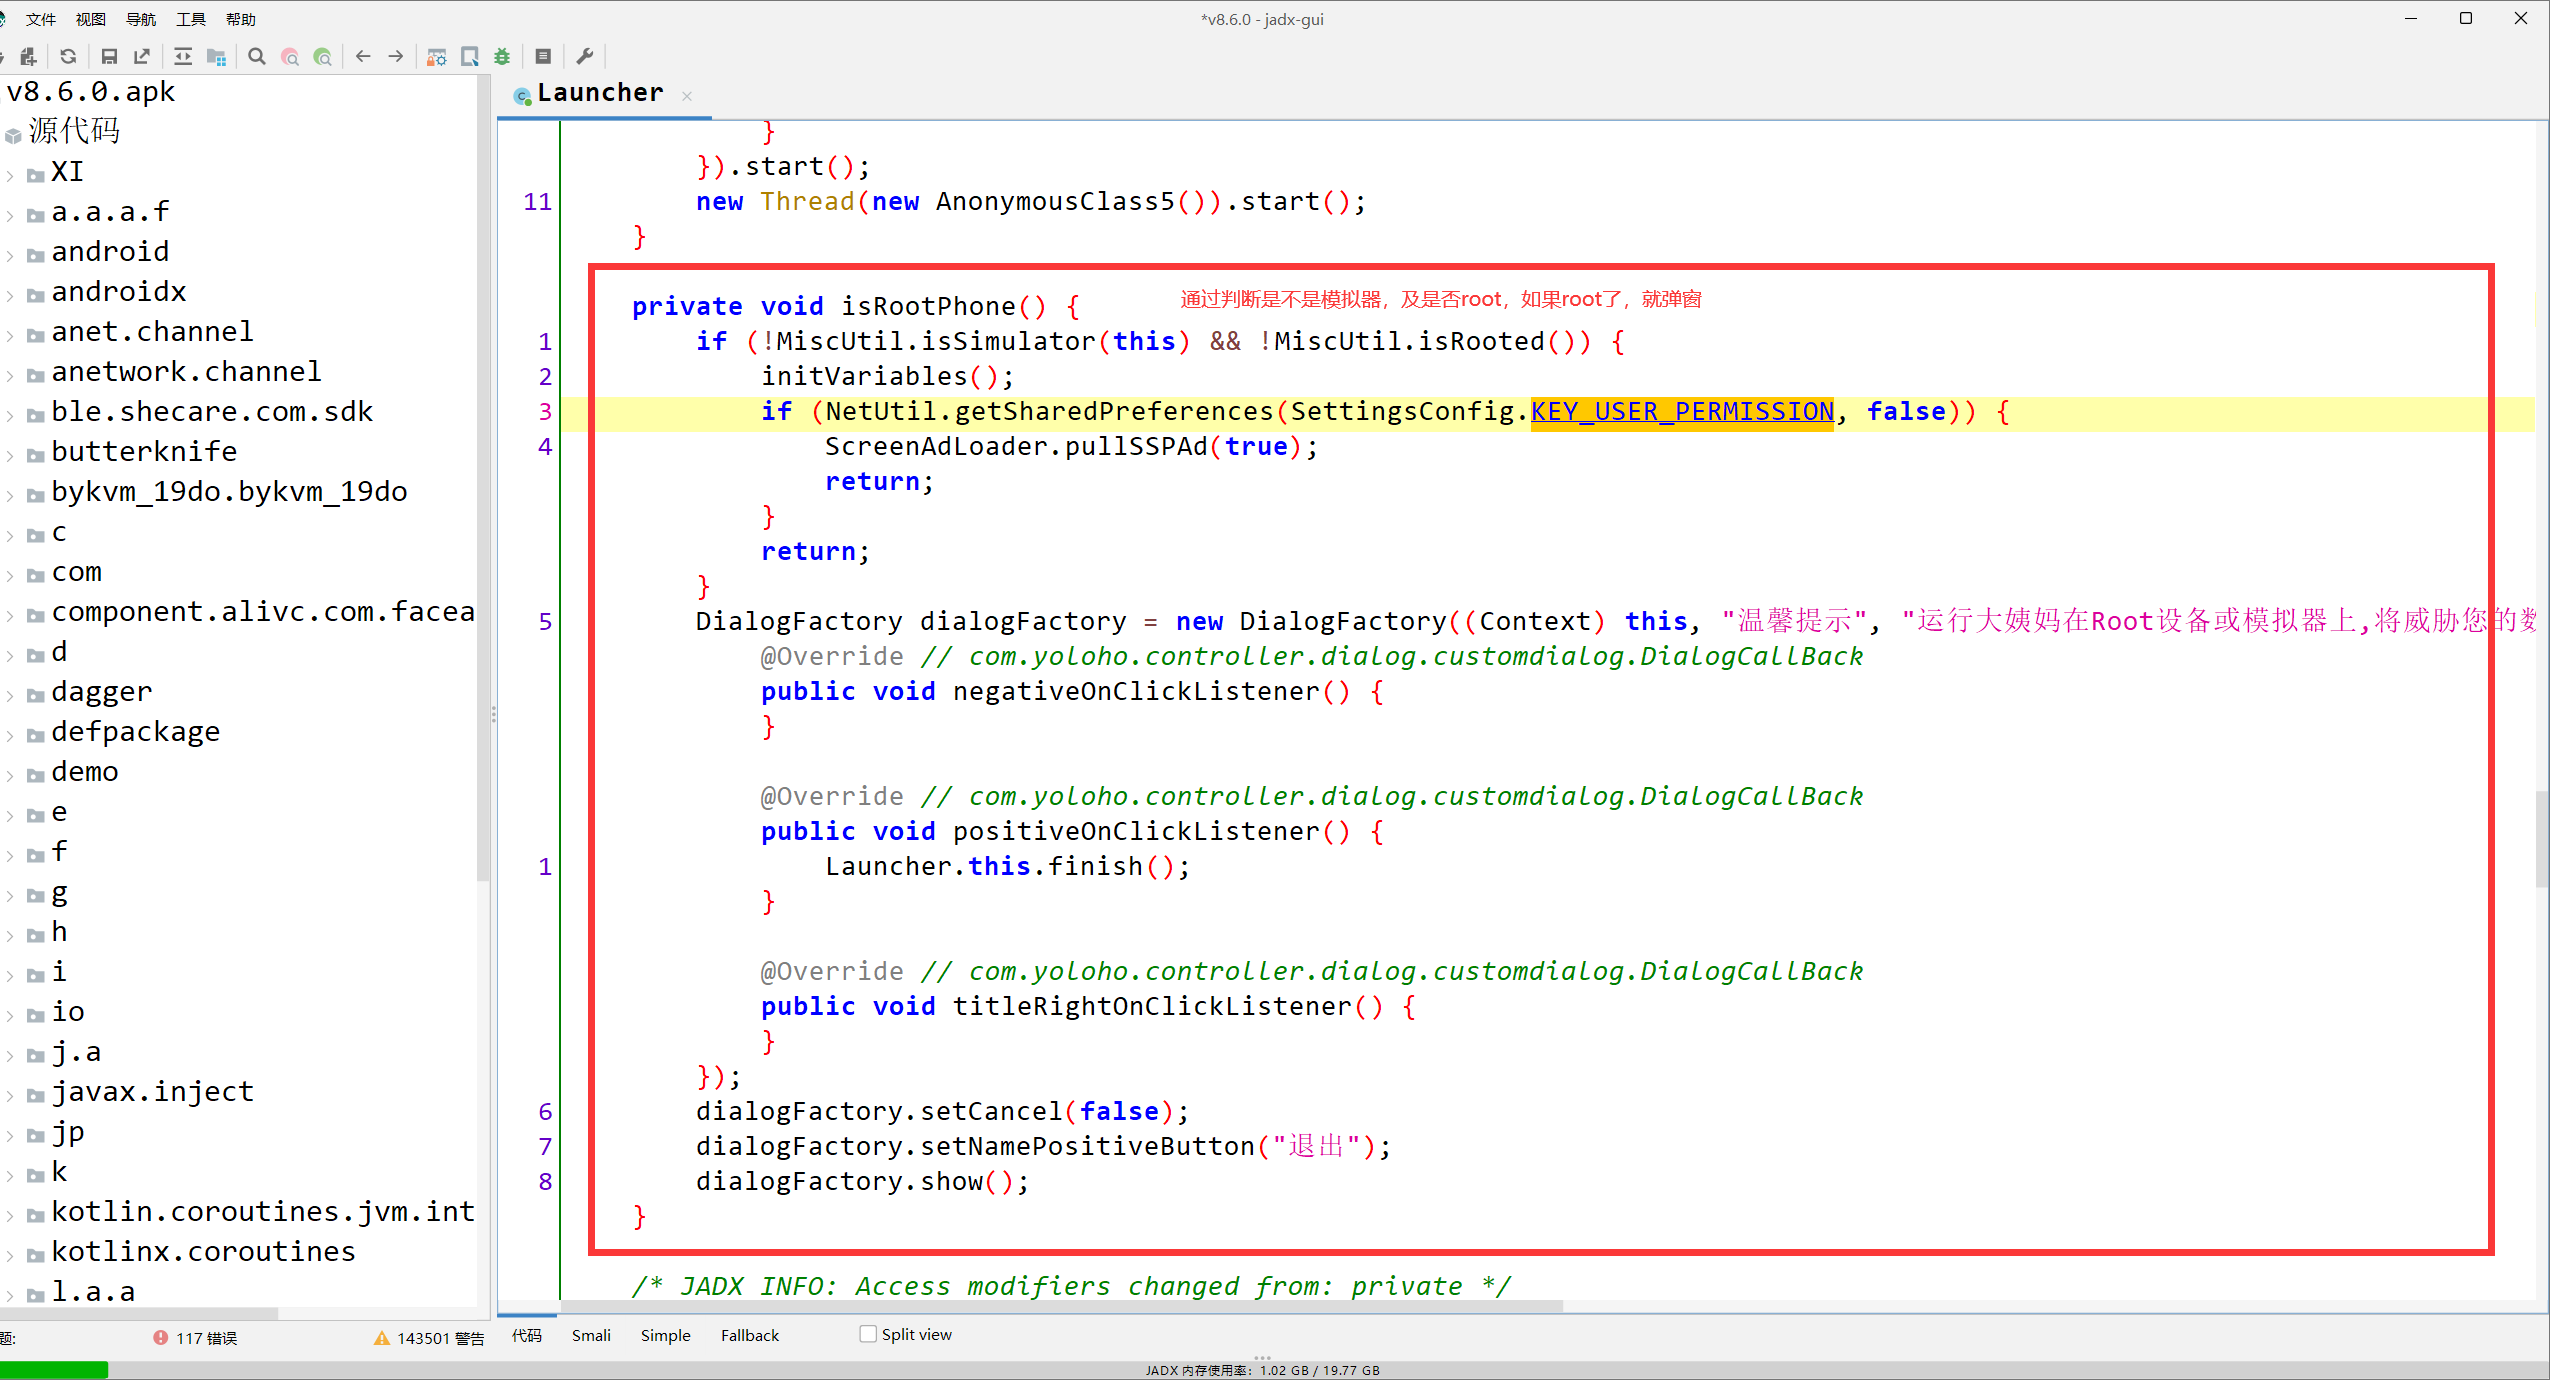 文件 视图 导航 工具 帮助
*v8.6.0 - jadx-gui
v8.6.0.apk
源代码
XI
a.a.a.f
android
androidx
anet.channel
anetwork.channel
ble.shecare.com.sdk
butterknife
bykvm_19do.bykvm_19do
c
com
component.alivc.com.facea
d
dagger
defpackage
demo
e
f
g
h
i
io
j.a
javax.inject
jp
k
kotlin.coroutines.jvm.int
kotlinx.coroutines
l.a.a
Launcher
}
}).start();
11 new Thread(new AnonymousClass5()).start();
}
private void isRootPhone() {
通过判断是不是模拟器，及是否root，如果root了，就弹窗
1 if (!MiscUtil.isSimulator(this) && !MiscUtil.isRooted()) {
2 initVariables();
3 if (NetUtil.getSharedPreferences(SettingsConfig.KEY_USER_PERMISSION, false)) {
4 ScreenAdLoader.pullSSPAd(true);
return;
}
return;
}
5 DialogFactory dialogFactory = new DialogFactory((Context) this, "温馨提示", "运行大姨妈在Root设备或模拟器上,将威胁您的数
@Override // com.yoloho.controller.dialog.customdialog.DialogCallBack
public void negativeOnClickListener() {
}
@Override // com.yoloho.controller.dialog.customdialog.DialogCallBack
public void positiveOnClickListener() {
1 Launcher.this.finish();
}
@Override // com.yoloho.controller.dialog.customdialog.DialogCallBack
public void titleRightOnClickListener() {
}
});
6 dialogFactory.setCancel(false);
7 dialogFactory.setNamePositiveButton("退出");
8 dialogFactory.show();
}
/* JADX INFO: Access modifiers changed from: private */
题: 117 错误 143501 警告
代码 Smali Simple Fallback Split view
JADX 内存使用率: 1.02 GB / 19.77 GB